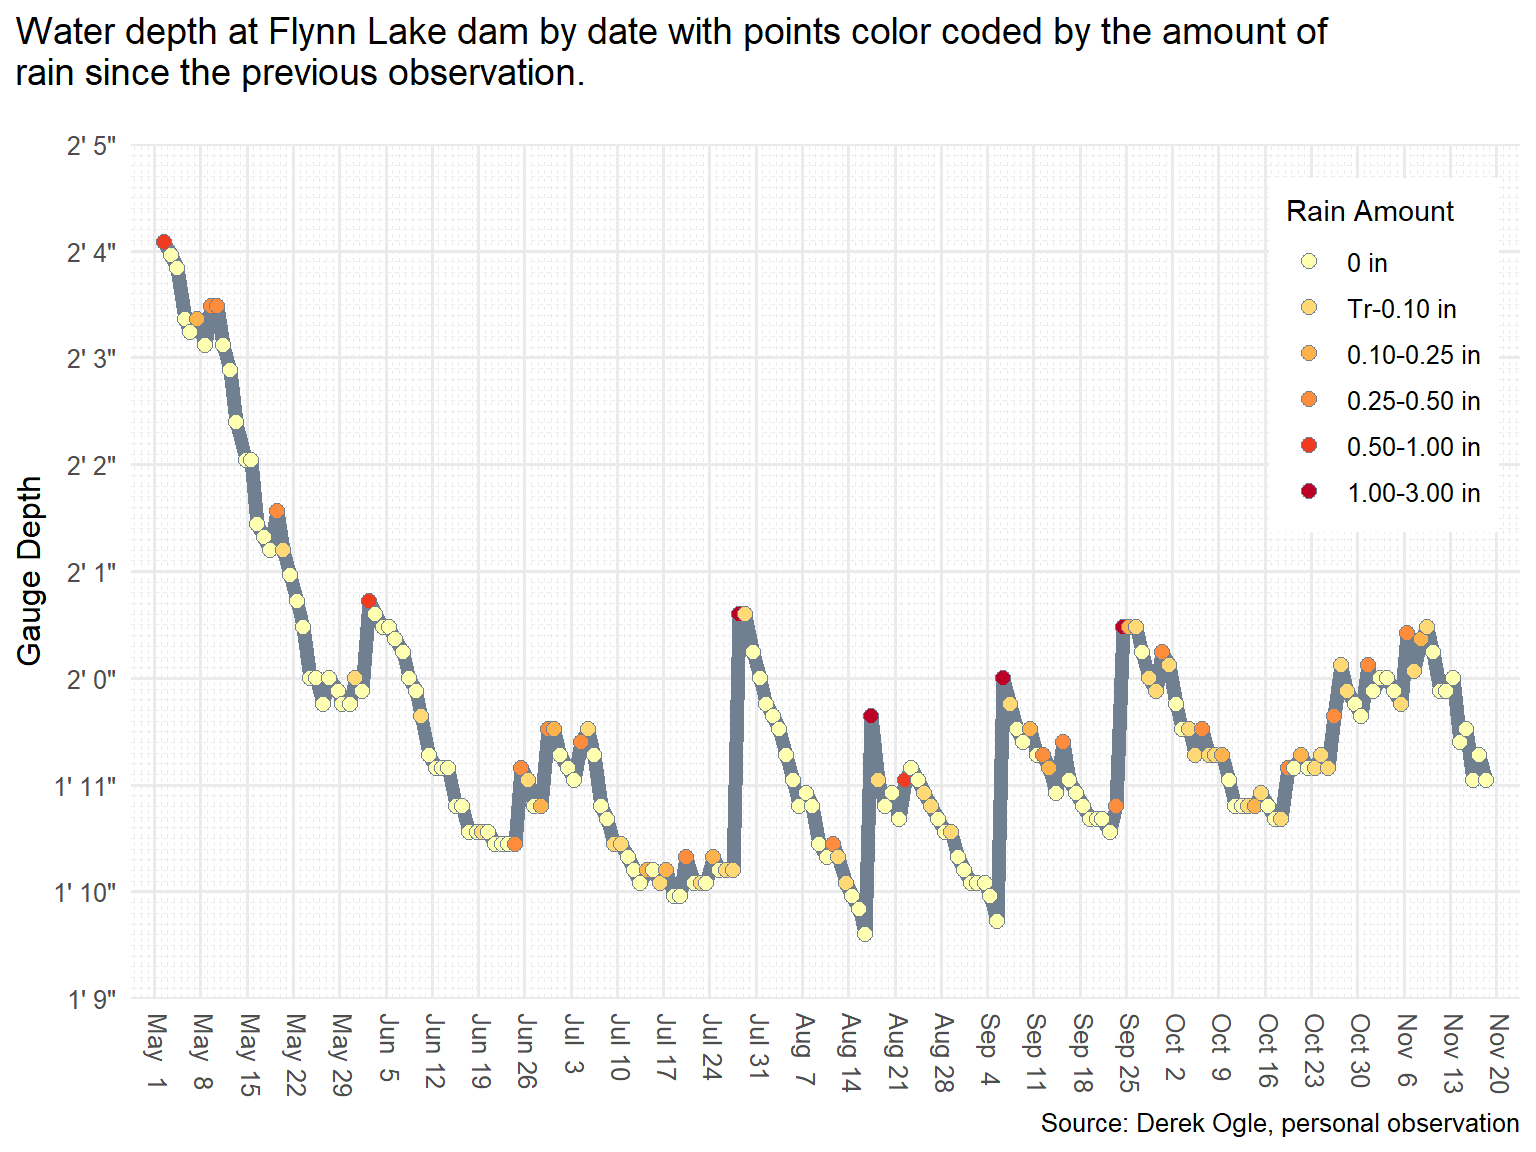 Water depth at Flynn Lake dam by date with points color coded by the amount of
rain since the previous observation.
2' 5"
2' 4"
2' 3"
2' 2"
2' 1"
2' 0"
1' 11"
1' 10"
1' 9"
Gauge Depth
Rain Amount
0 in
Tr-0.10 in
0.10-0.25 in
0.25-0.50 in
0.50-1.00 in
1.00-3.00 in
May 1
May 8
May 15
May 22
May 29
Jun 5
Jun 12
Jun 19
Jun 26
Jul 3
Jul 10
Jul 17
Jul 24
Jul 31
Aug 7
Aug 14
Aug 21
Aug 28
Sep 4
Sep 11
Sep 18
Sep 25
Oct 2
Oct 9
Oct 16
Oct 23
Oct 30
Nov 6
Nov 13
Nov 20
Source: Derek Ogle, personal observation